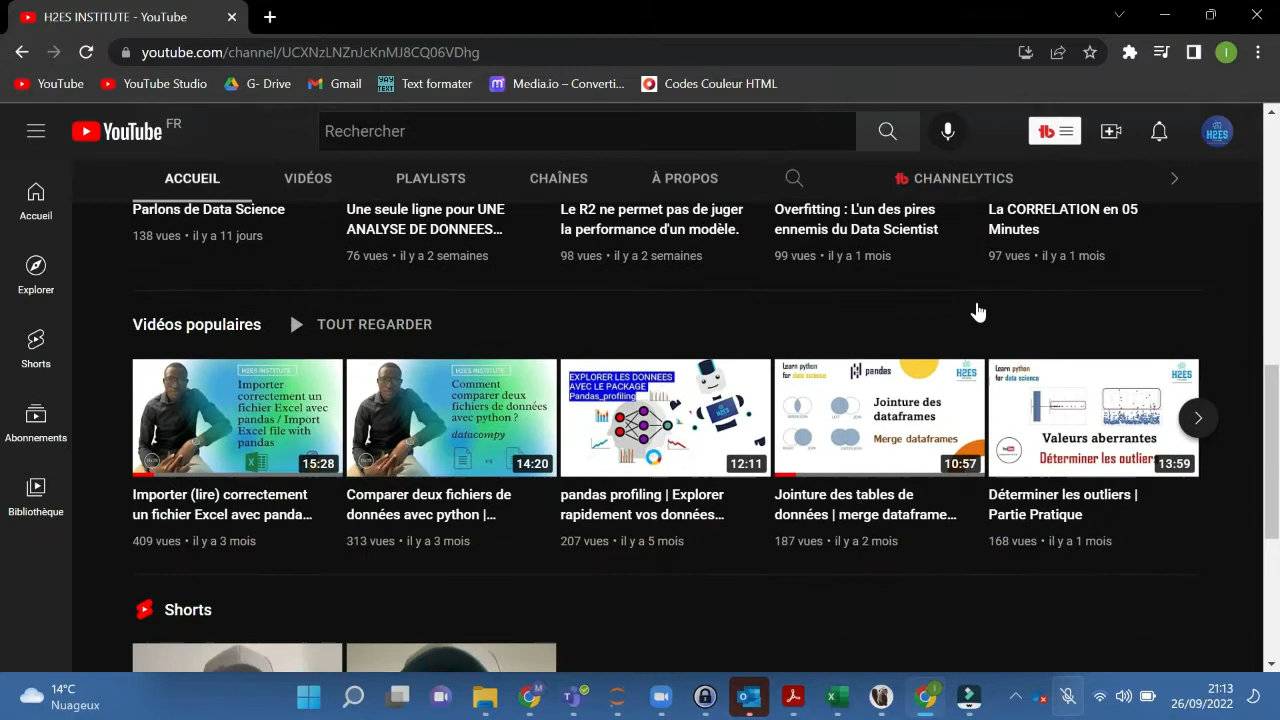 H2ES INSTITUTE - YouTube
youtube.com/channel/UCXNzLNZnJcKnMJ8CQ06VDhg
YouTube
YouTube Studio
G- Drive
Gmail
YAY TEXT
Text formater
Media.io – Converti...
Codes Couleur HTML
YouTube FR
Rechercher
H2ES
ACCUEIL
VIDÉOS
PLAYLISTS
CHAÎNES
À PROPOS
CHANNELYTICS
Accueil
Explorer
Shorts
Abonnements
Bibliothèque
Parlons de Data Science
138 vues • il y a 11 jours
Une seule ligne pour UNE
ANALYSE DE DONNEES...
76 vues • il y a 2 semaines
Le R2 ne permet pas de juger
la performance d'un modèle.
98 vues • il y a 2 semaines
Overfitting : L'un des pires
ennemis du Data Scientist
99 vues • il y a 1 mois
La CORRELATION en 05
Minutes
97 vues • il y a 1 mois
Vidéos populaires
TOUT REGARDER
H2ES INSTITUTE
Importer
correctement un
fichier Excel avec
pandas / Import
Excel file with
pandas
15:28
H2ES INSTITUTE
Comment
comparer deux
fichiers de données
avec python ?
datacompy
14:20
EXPLORER LES DONNEES
AVEC LE PACKAGE
Pandas_profiling
12:11
Learn python
for data science
pandas
H2ES
Jointure des
dataframes
Merge dataframes
10:57
Learn python
for data science
H2ES
Valeurs aberrantes
Déterminer les outliers
13:59
Importer (lire) correctement
un fichier Excel avec panda...
409 vues • il y a 3 mois
Comparer deux fichiers de
données avec python |...
313 vues • il y a 3 mois
pandas profiling | Explorer
rapidement vos données...
207 vues • il y a 5 mois
Jointure des tables de
données | merge dataframe...
187 vues • il y a 2 mois
Déterminer les outliers |
Partie Pratique
168 vues • il y a 1 mois
Shorts
14°C
Nuageux
21:13
26/09/2022